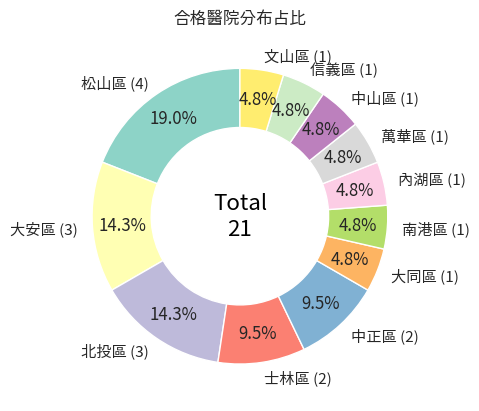 合格醫院分布占比
松山區 (4)
19.0%
大安區 (3)
14.3%
北投區 (3)
14.3%
士林區 (2)
9.5%
中正區 (2)
9.5%
大同區 (1)
4.8%
南港區 (1)
4.8%
內湖區 (1)
4.8%
萬華區 (1)
4.8%
中山區 (1)
4.8%
信義區 (1)
4.8%
文山區 (1)
4.8%
Total
21